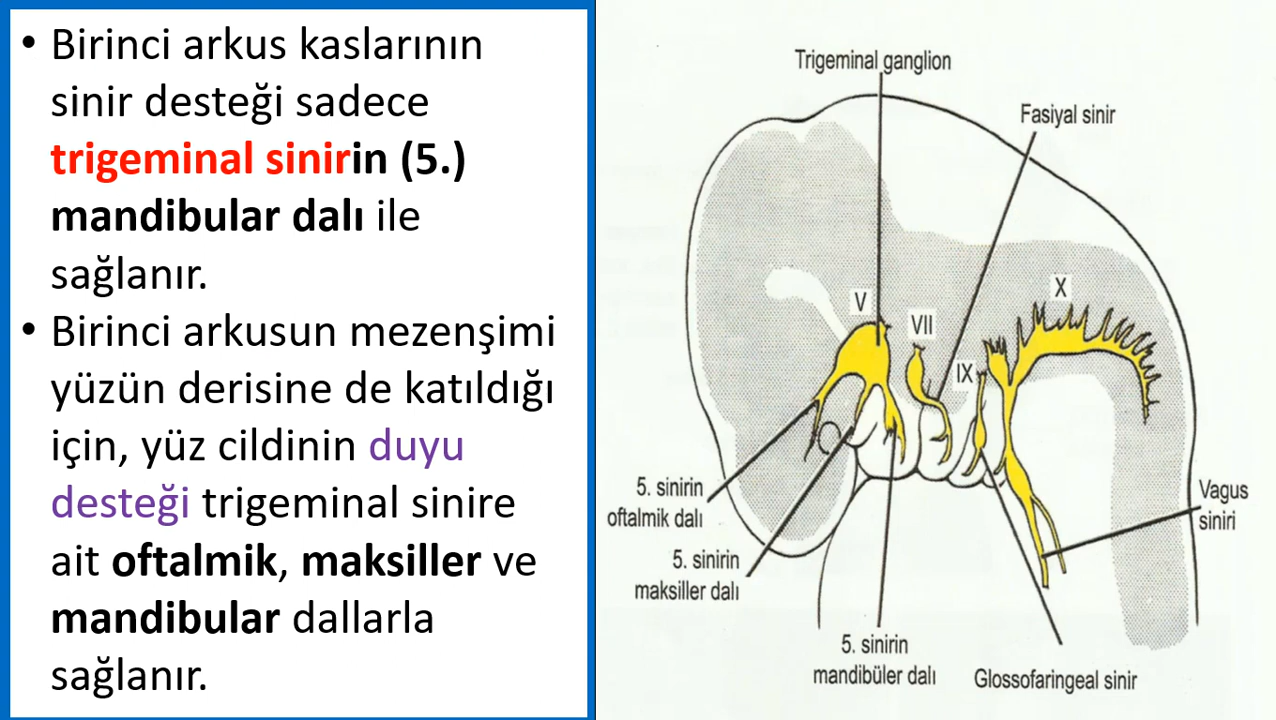 • Birinci arkus kaslarının
sinir desteği sadece
trigeminal sinirin (5.)
mandibular dalı ile
sağlanır.
• Birinci arkusun mezenşimi
yüzün derisine de katıldığı
için, yüz cildinin duyu
desteği trigeminal sinire
ait oftalmik, maksiller ve
mandibular dallarla
sağlanır.
Trigeminal ganglion
Fasiyal sinir
V
VII
IX
X
5. sinirin
oftalmik dalı
5. sinirin
maksiller dalı
5. sinirin
mandibüler dalı
Glossofaringeal sinir
Vagus
siniri